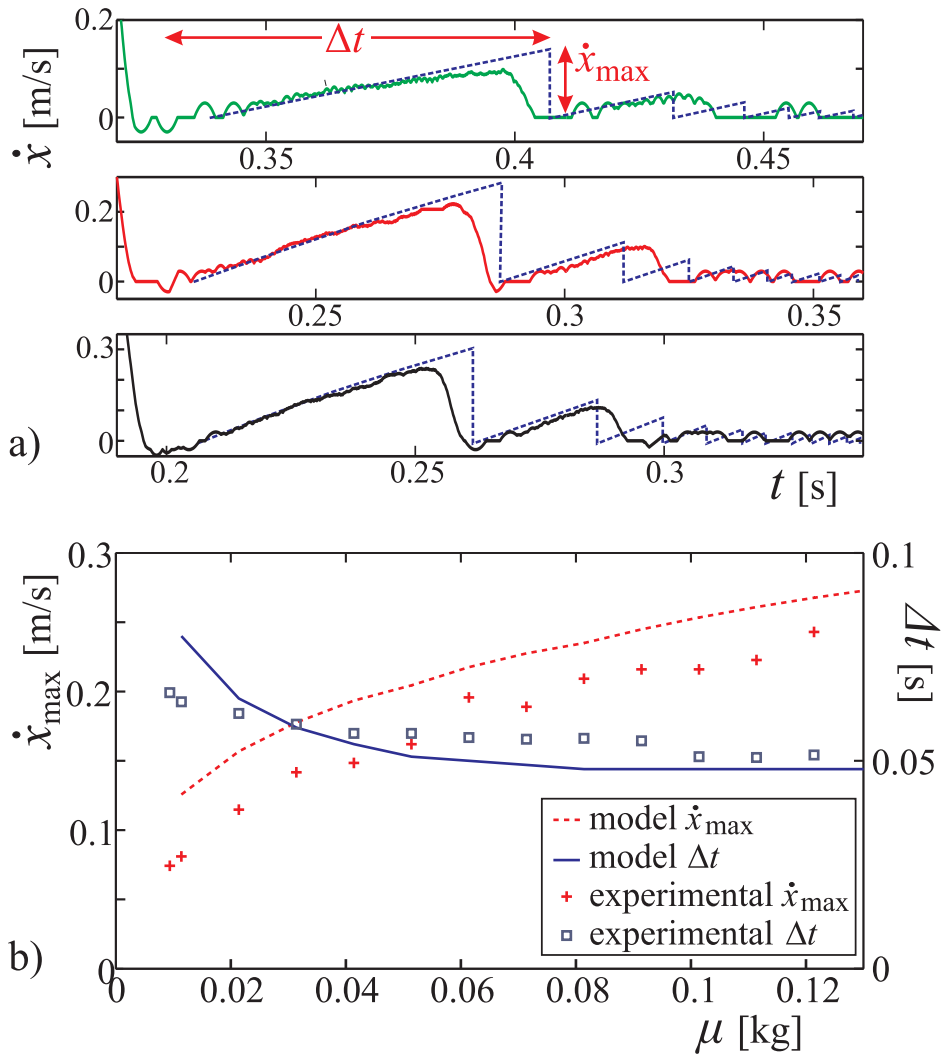 0.2
0
Δt
ẋmax
0.35
0.4
0.45
ẋ [m/s]
0.2
0
0.25
0.3
0.35
0.3
0
0.2
0.25
0.3
a)
t [s]
0.3
0.2
0.1
0
ẋmax [m/s]
0.1
0.05
0
Δt [s]
model ẋmax
model Δt
experimental ẋmax
experimental Δt
b)
0
0.02
0.04
0.06
0.08
0.1
0.12
μ [kg]